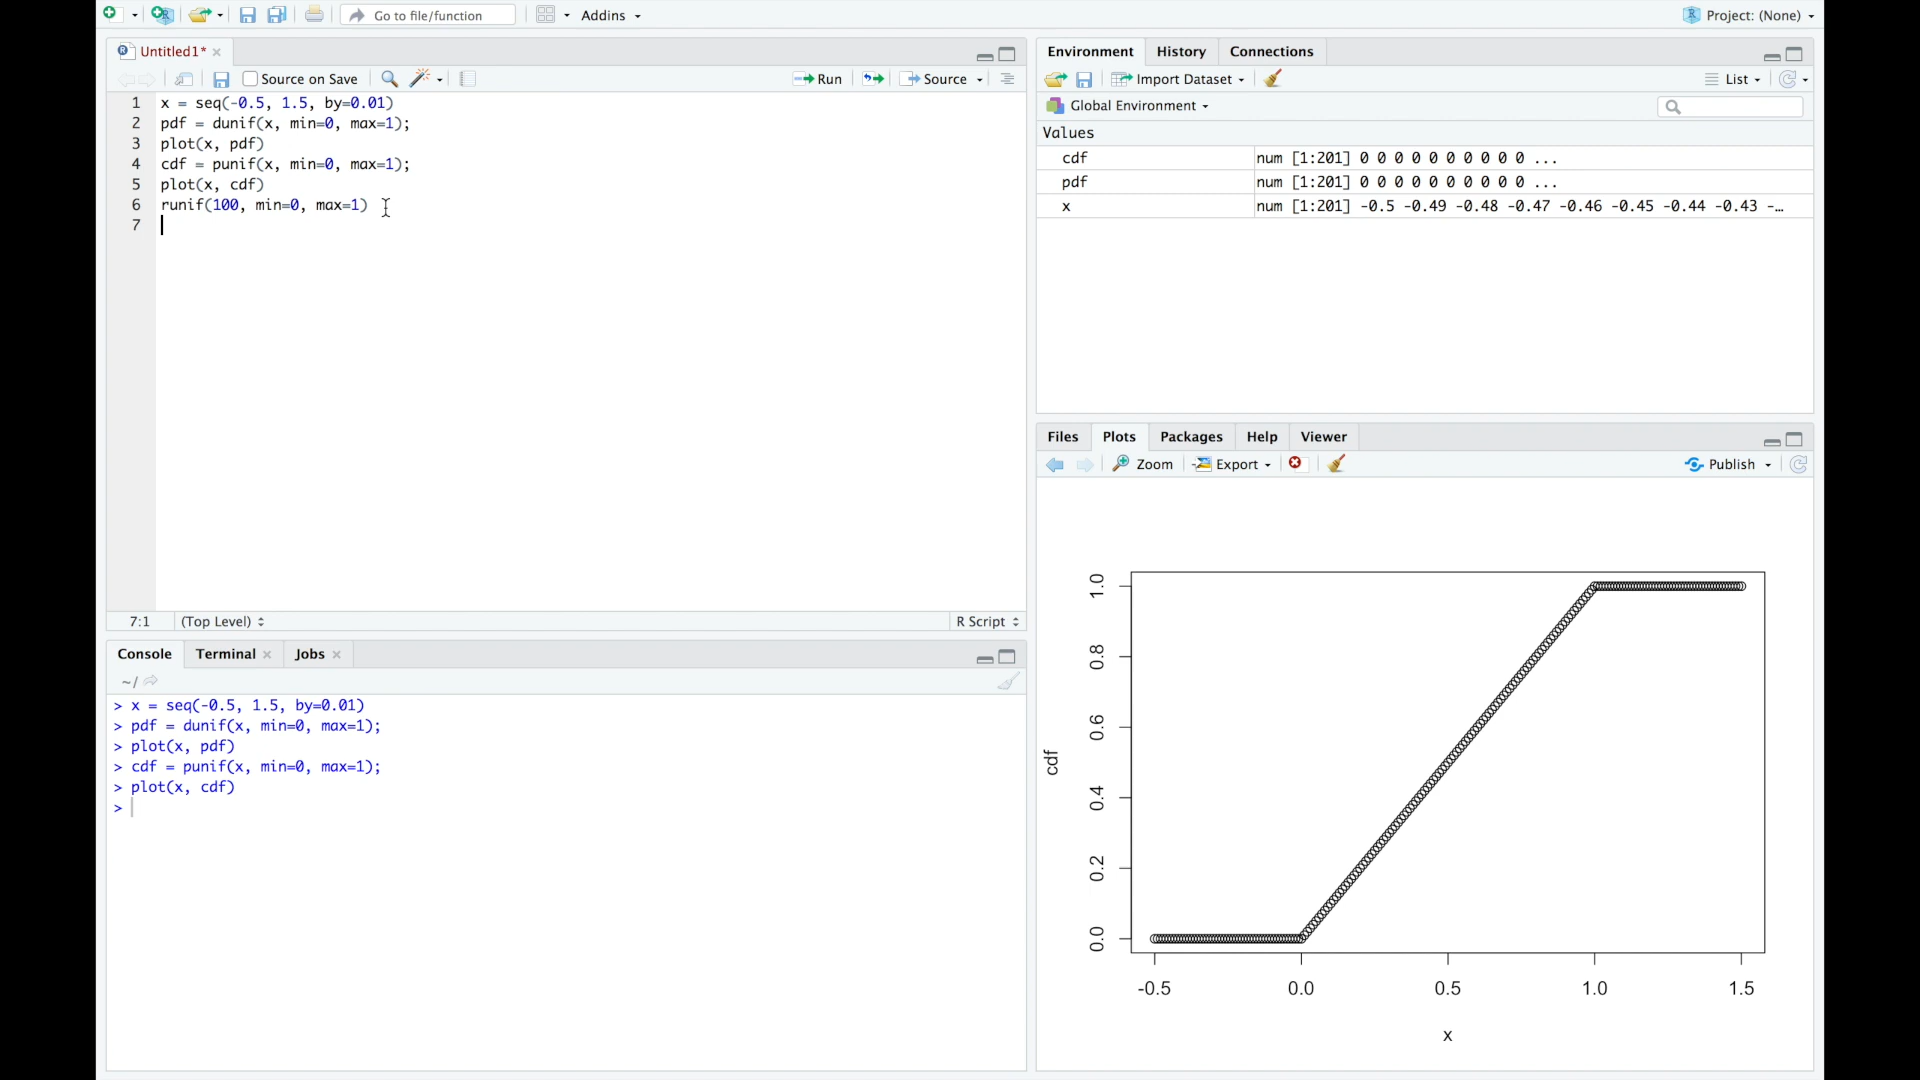 Go to file/function
Addins
Project: (None)
Untitled1*
Source on Save
Run
Source
1 x = seq(-0.5, 1.5, by=0.01)
2 pdf = dunif(x, min=0, max=1);
3 plot(x, pdf)
4 cdf = punif(x, min=0, max=1);
5 plot(x, cdf)
6 runif(100, min=0, max=1)
7
7:1 (Top Level) R Script
Console Terminal Jobs
~/
> x = seq(-0.5, 1.5, by=0.01)
> pdf = dunif(x, min=0, max=1);
> plot(x, pdf)
> cdf = punif(x, min=0, max=1);
> plot(x, cdf)
>
Environment History Connections
Import Dataset List
Global Environment
Values
cdf num [1:201] 0 0 0 0 0 0 0 0 0 0 ...
pdf num [1:201] 0 0 0 0 0 0 0 0 0 0 ...
x num [1:201] -0.5 -0.49 -0.48 -0.47 -0.46 -0.45 -0.44 -0.43 -…
Files Plots Packages Help Viewer
Zoom Export Publish
cdf
1.0
0.8
0.6
0.4
0.2
0.0
-0.5 0.0 0.5 1.0 1.5
x